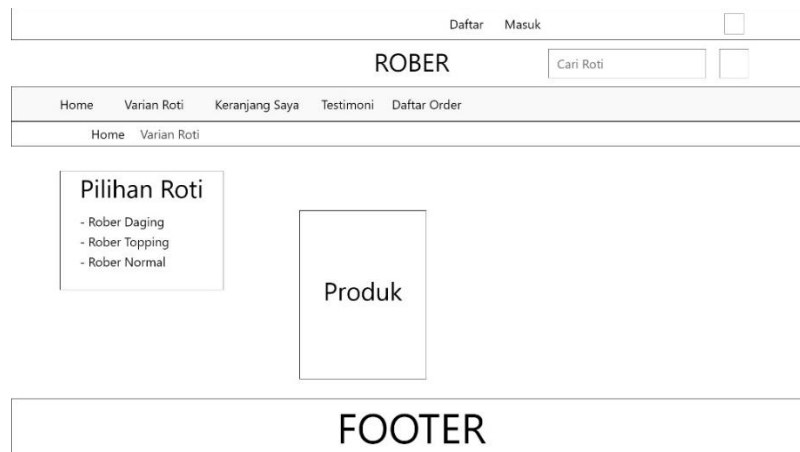 Daftar Masuk
ROBER
Cari Roti
Home Varian Roti Keranjang Saya Testimoni Daftar Order
Home Varian Roti
Pilihan Roti
- Rober Daging
- Rober Topping
- Rober Normal
Produk
FOOTER